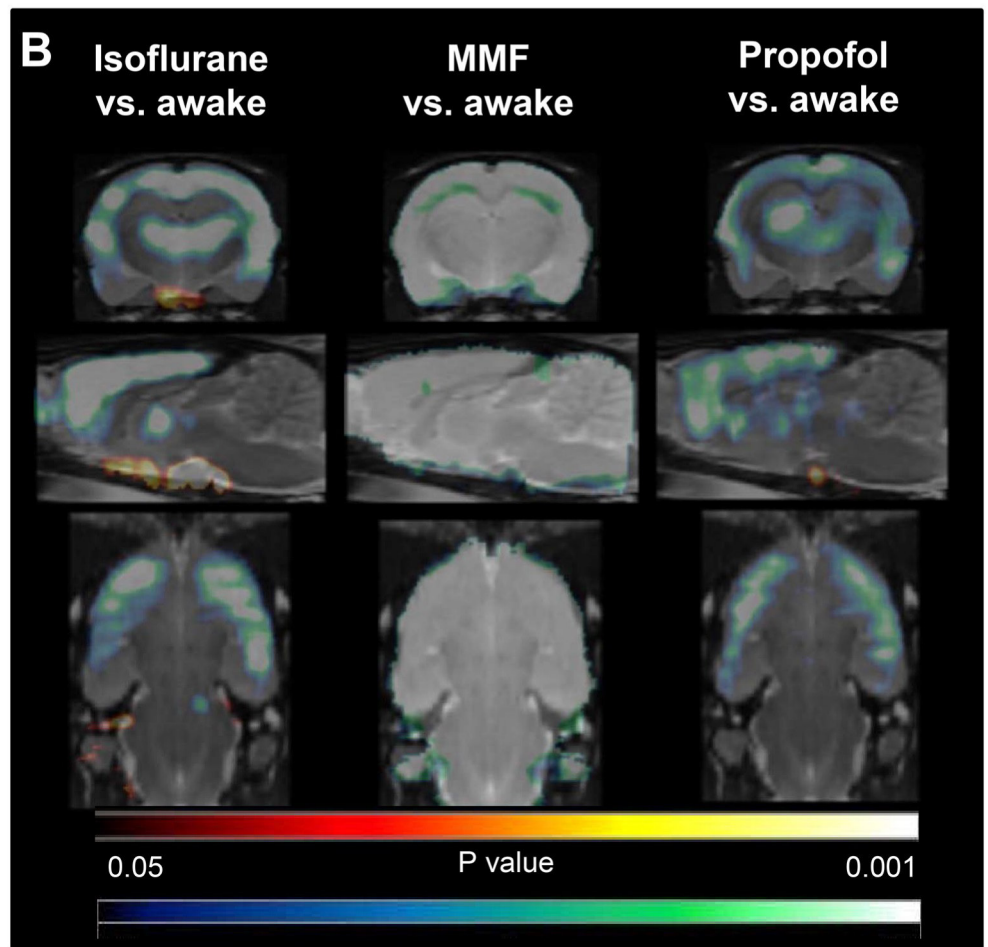 B
Isoflurane
vs. awake
MMF
vs. awake
Propofol
vs. awake
0.05
P value
0.001